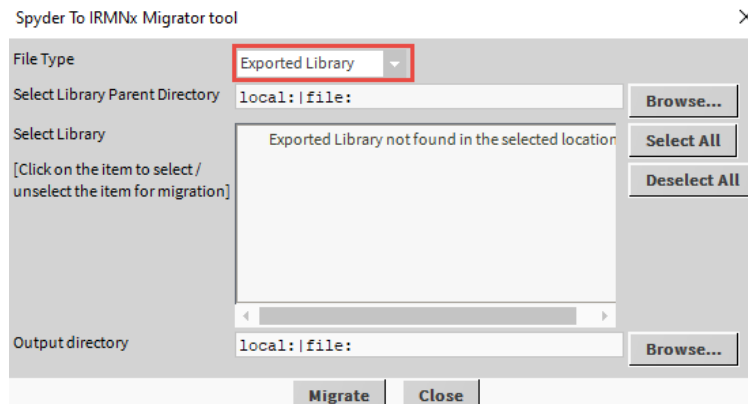 Spyder To IRMNx Migrator tool
File Type
Exported Library
Select Library Parent Directory
local:|file:
Browse...
Select Library
Exported Library not found in the selected location
Select All
[Click on the item to select /
unselect the item for migration]
Deselect All
Output directory
local:|file:
Browse...
Migrate
Close